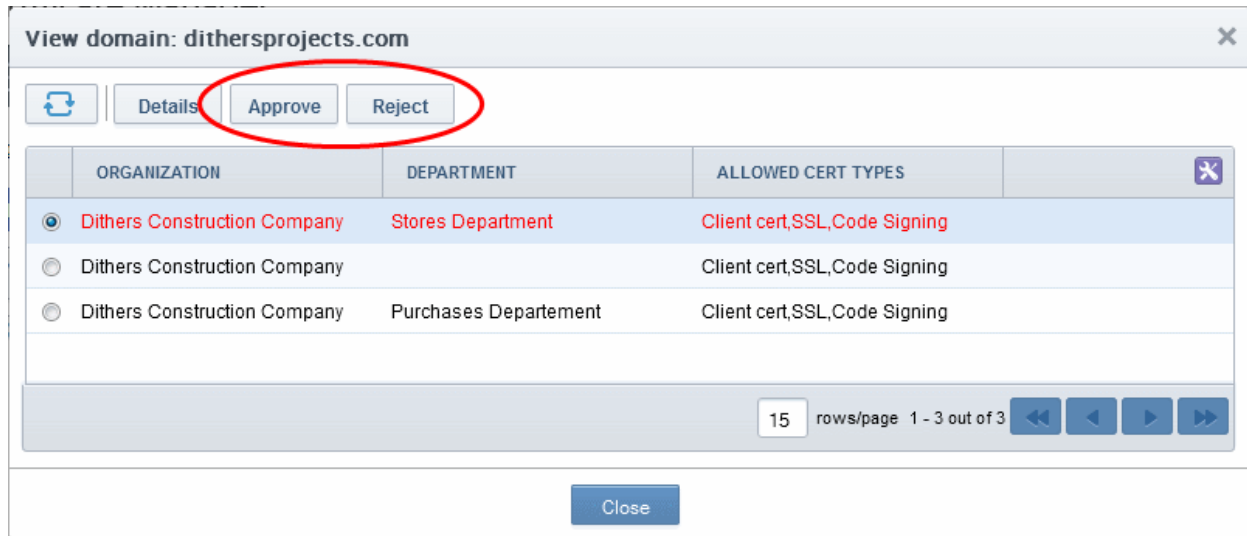 View domain: dithersprojects.com
Details Approve Reject
ORGANIZATION DEPARTMENT ALLOWED CERT TYPES
Dithers Construction Company Stores Department Client cert,SSL,Code Signing
Dithers Construction Company Client cert,SSL,Code Signing
Dithers Construction Company Purchases Departement Client cert,SSL,Code Signing
15 rows/page 1 - 3 out of 3
Close